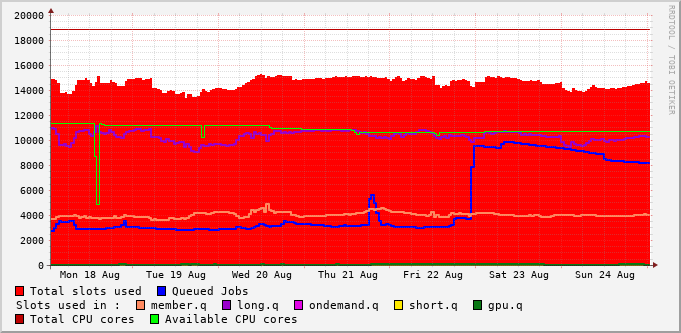 RRDTOOL / TOBI OETIKER
20000
18000
16000
14000
12000
10000
8000
6000
4000
2000
0
Mon 18 Aug Tue 19 Aug Wed 20 Aug Thu 21 Aug Fri 22 Aug Sat 23 Aug Sun 24 Aug
Total slots used Queued Jobs
Slots used in : member.q long.q ondemand.q short.q gpu.q
Total CPU cores Available CPU cores